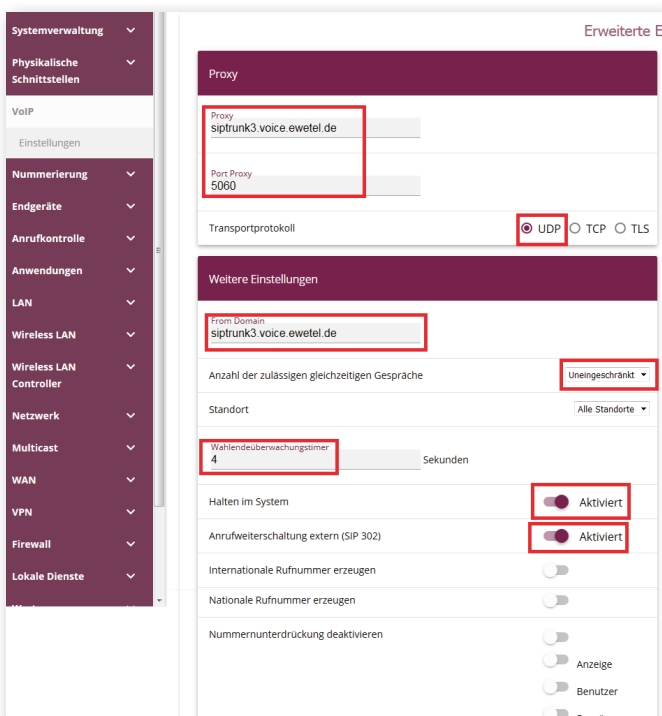 Systemverwaltung
Physikalische
Schnittstellen
VoIP
Einstellungen
Nummerierung
Endgeräte
Anrufkontrolle
Anwendungen
LAN
Wireless LAN
Wireless LAN
Controller
Netzwerk
Multicast
WAN
VPN
Firewall
Lokale Dienste
Erweiterte E
Proxy
Proxy
siptrunk3.voice.ewetel.de
Port Proxy
5060
Transportprotokoll
UDP TCP TLS
Weitere Einstellungen
From Domain
siptrunk3.voice.ewetel.de
Anzahl der zulässigen gleichzeitigen Gespräche Uneingeschränkt
Standort Alle Standorte
Wahlendeüberwachungstimer
4 Sekunden
Halten im System Aktiviert
Anrufweiterschaltung extern (SIP 302) Aktiviert
Internationale Rufnummer erzeugen
Nationale Rufnummer erzeugen
Nummernunterdrückung deaktivieren
Anzeige
Benutzer